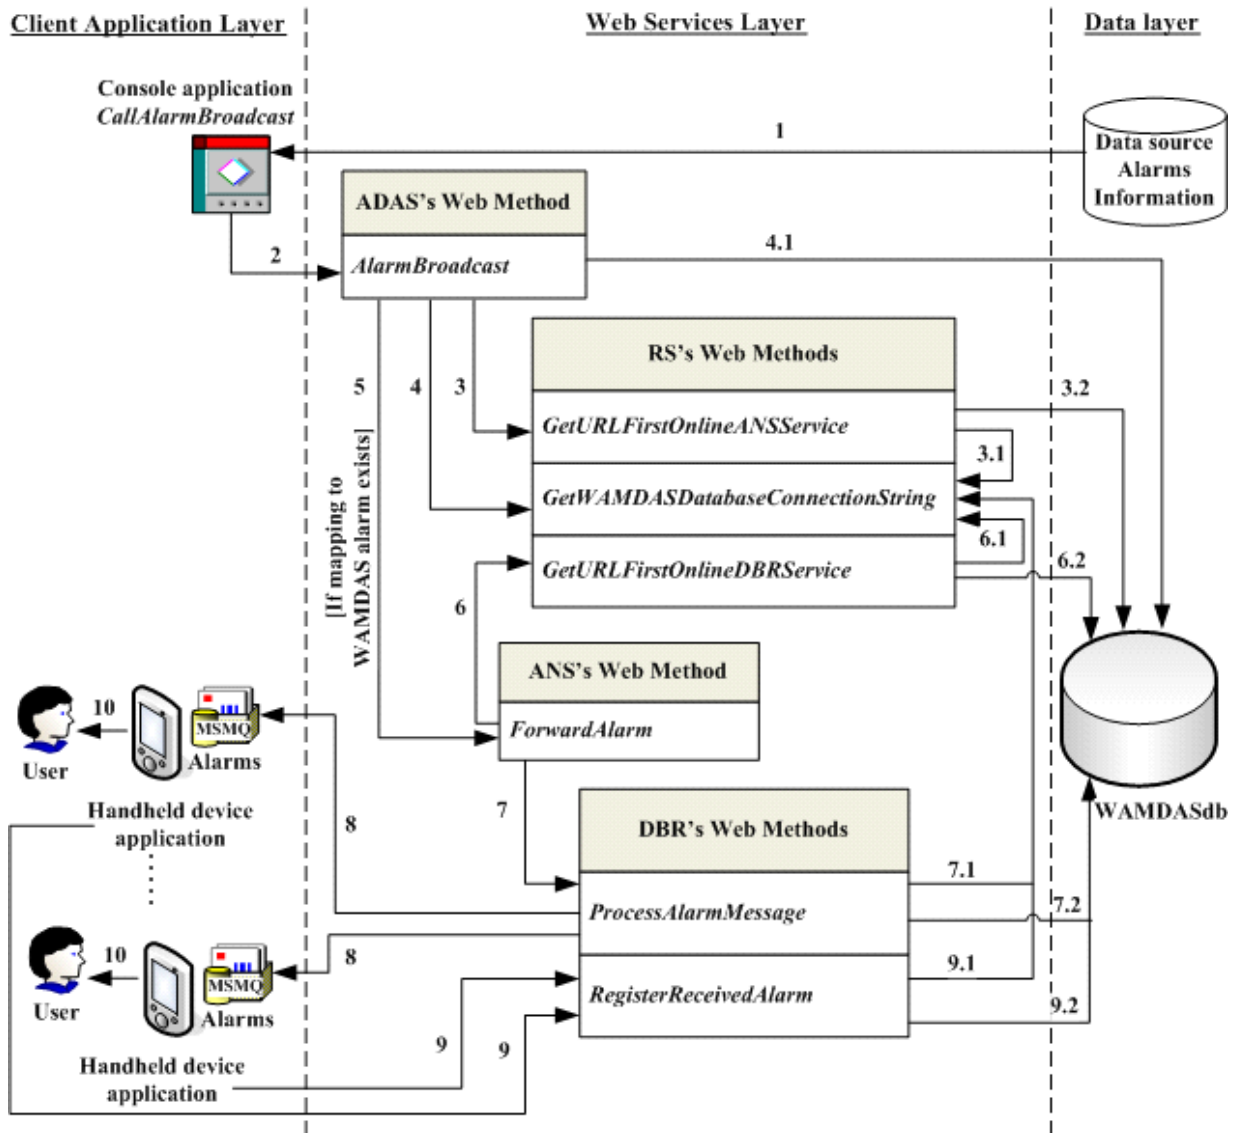 Client Application Layer
Web Services Layer
Data layer
Console application
CallAlarmBroadcast
1
Data source
Alarms
Information
ADAS's Web Method
AlarmBroadcast
2
4.1
RS's Web Methods
GetURLFirstOnlineANSService
GetWAMDASDatabaseConnectionString
GetURLFirstOnlineDBRService
5
4
3
3.2
3.1
6.1
6.2
[If mapping to
WAMDAS alarm exists]
6
ANS's Web Method
ForwardAlarm
WAMDASdb
10
MSMQ
User
Alarms
Handheld device
application
8
7
DBR's Web Methods
ProcessAlarmMessage
RegisterReceivedAlarm
7.1
7.2
9.1
9.2
10
MSMQ
User
Alarms
8
Handheld device
application
9
9